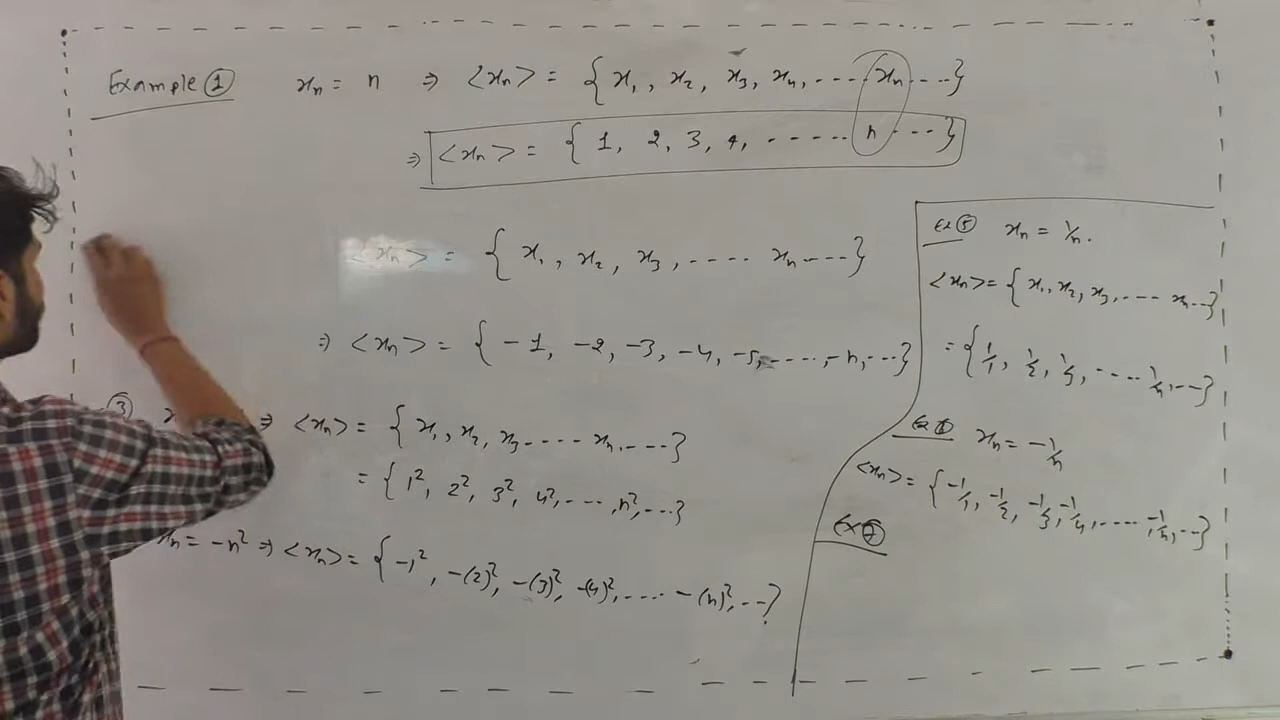 Example ① xₙ = n ⇒ <xₙ> = { x₁, x₂, x₃, x₄, .... xₙ .... }
⇒ <xₙ> = { 1, 2, 3, 4, ------ n --- }
<xₙ> = { x₁, x₂, x₃, ..... xₙ ---- }
⇒ <xₙ> = { -1, -2, -3, -4, -5, ...., -n, ... }
③ ⇒ <xₙ> = { x₁, x₂, x₃ ..... xₙ, ..... }
= { 1², 2², 3², 4², ...., n², ... }
xₙ = -n² ⇒ <xₙ> = { -1², -(2)², -(3)², -(4)², ..... -(n)², --- }
Ex ⑤ xₙ = 1/n.
<xₙ> = { x₁, x₂, x₃, .... xₙ ... }
= { 1/1, 1/2, 1/3, .... 1/n, --- }
Ex xₙ = -1/n
<xₙ> = { -1/1, -1/2, -1/3, -1/4, ....., -1/n, --- }
Ex ⑦